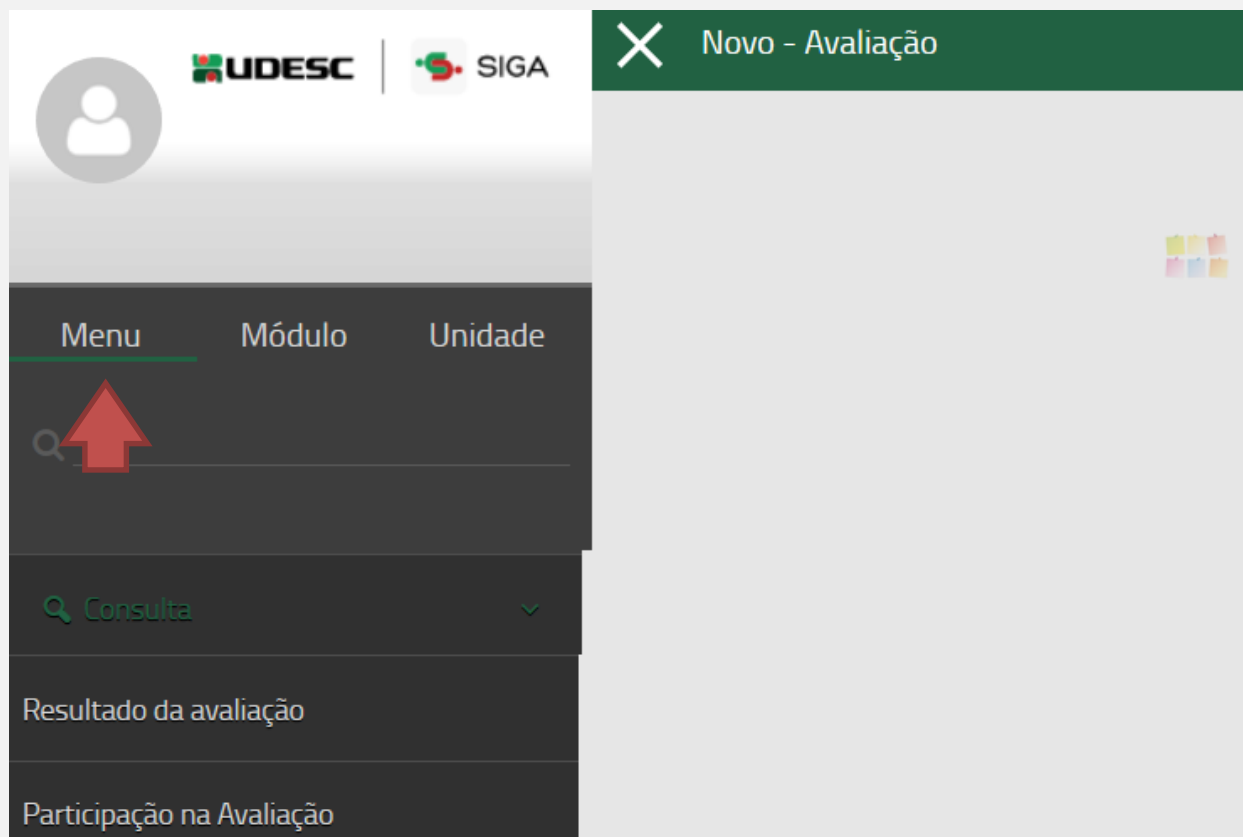 UDESC
SIGA
Novo - Avaliação
Menu
Módulo
Unidade
Consulta
Resultado da avaliação
Participação na Avaliação